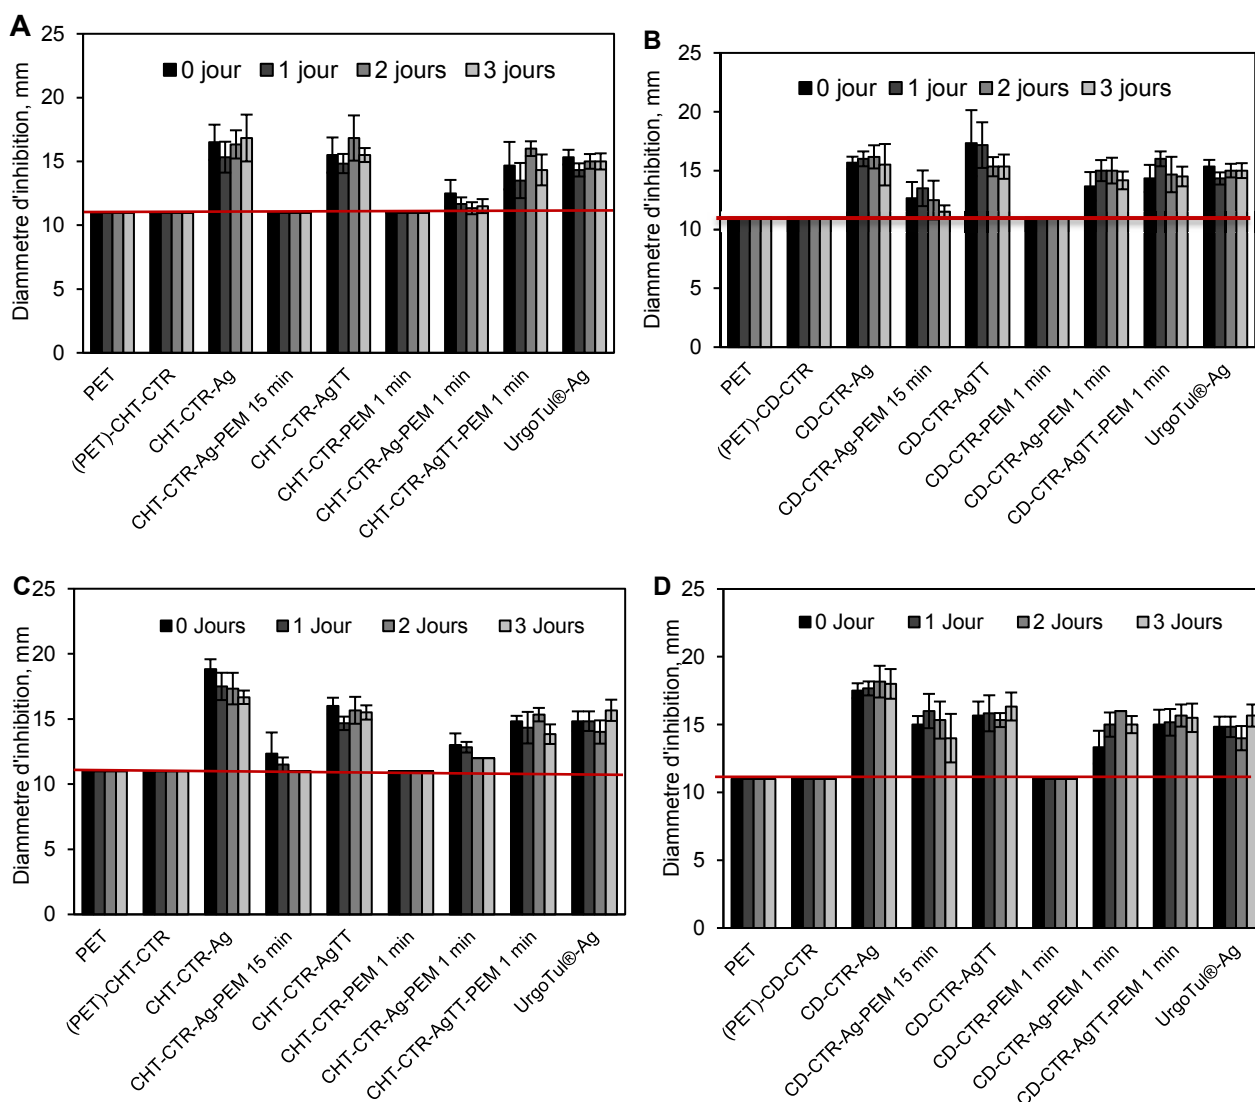 A
25
20
15
10
5
0
Diammetre d'inhibition, mm
0 jour 1 jour 2 jours 3 jours
PET
(PET)-CHT-CTR
CHT-CTR-Ag
CHT-CTR-Ag-PEM 15 min
CHT-CTR-AgTT
CHT-CTR-PEM 1 min
CHT-CTR-Ag-PEM 1 min
CHT-CTR-AgTT-PEM 1 min
UrgoTul®-Ag
B
25
20
15
10
5
0
Diammetre d'inhibition, mm
0 jour 1 jour 2 jours 3 jours
PET
(PET)-CD-CTR
CD-CTR-Ag
CD-CTR-Ag-PEM 15 min
CD-CTR-AgTT
CD-CTR-PEM 1 min
CD-CTR-Ag-PEM 1 min
CD-CTR-AgTT-PEM 1 min
UrgoTul®-Ag
C
25
20
15
10
5
0
Diammetre d'inhibition, mm
0 Jours 1 Jour 2 Jours 3 Jours
PET
(PET)-CHT-CTR
CHT-CTR-Ag
CHT-CTR-Ag-PEM 15 min
CHT-CTR-AgTT
CHT-CTR-PEM 1 min
CHT-CTR-Ag-PEM 1 min
CHT-CTR-AgTT-PEM 1 min
UrgoTul®-Ag
D
25
20
15
10
5
0
Diammetre d'inhibition, mm
0 Jour 1 Jour 2 Jours 3 Jours
PET
(PET)-CD-CTR
CD-CTR-Ag
CD-CTR-Ag-PEM 15 min
CD-CTR-AgTT
CD-CTR-PEM 1 min
CD-CTR-Ag-PEM 1 min
CD-CTR-AgTT-PEM 1 min
UrgoTul®-Ag